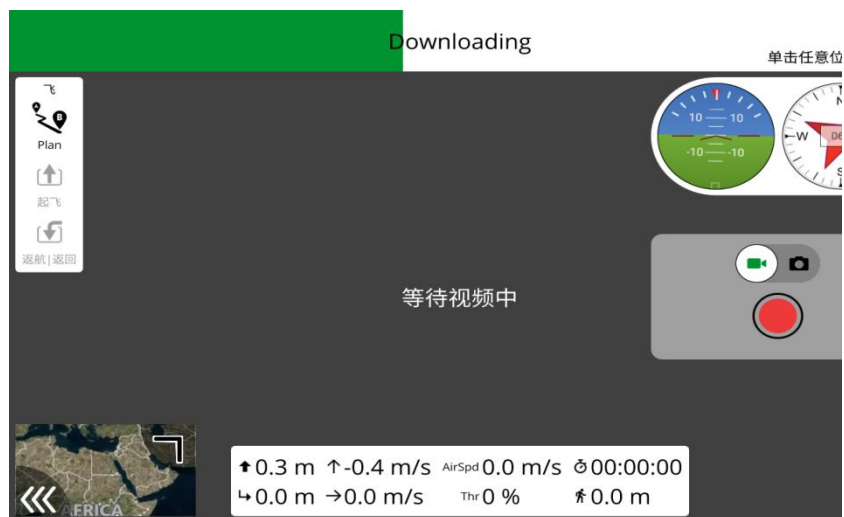 Downloading
单击任意位
飞
B
Plan
起飞
返航|返回
10 10
-10 -10
N
W 06
S
等待视频中
AFRICA
0.3 m ↑-0.4 m/s AirSpd 0.0 m/s 00:00:00
0.0 m →0.0 m/s Thr 0 % 0.0 m